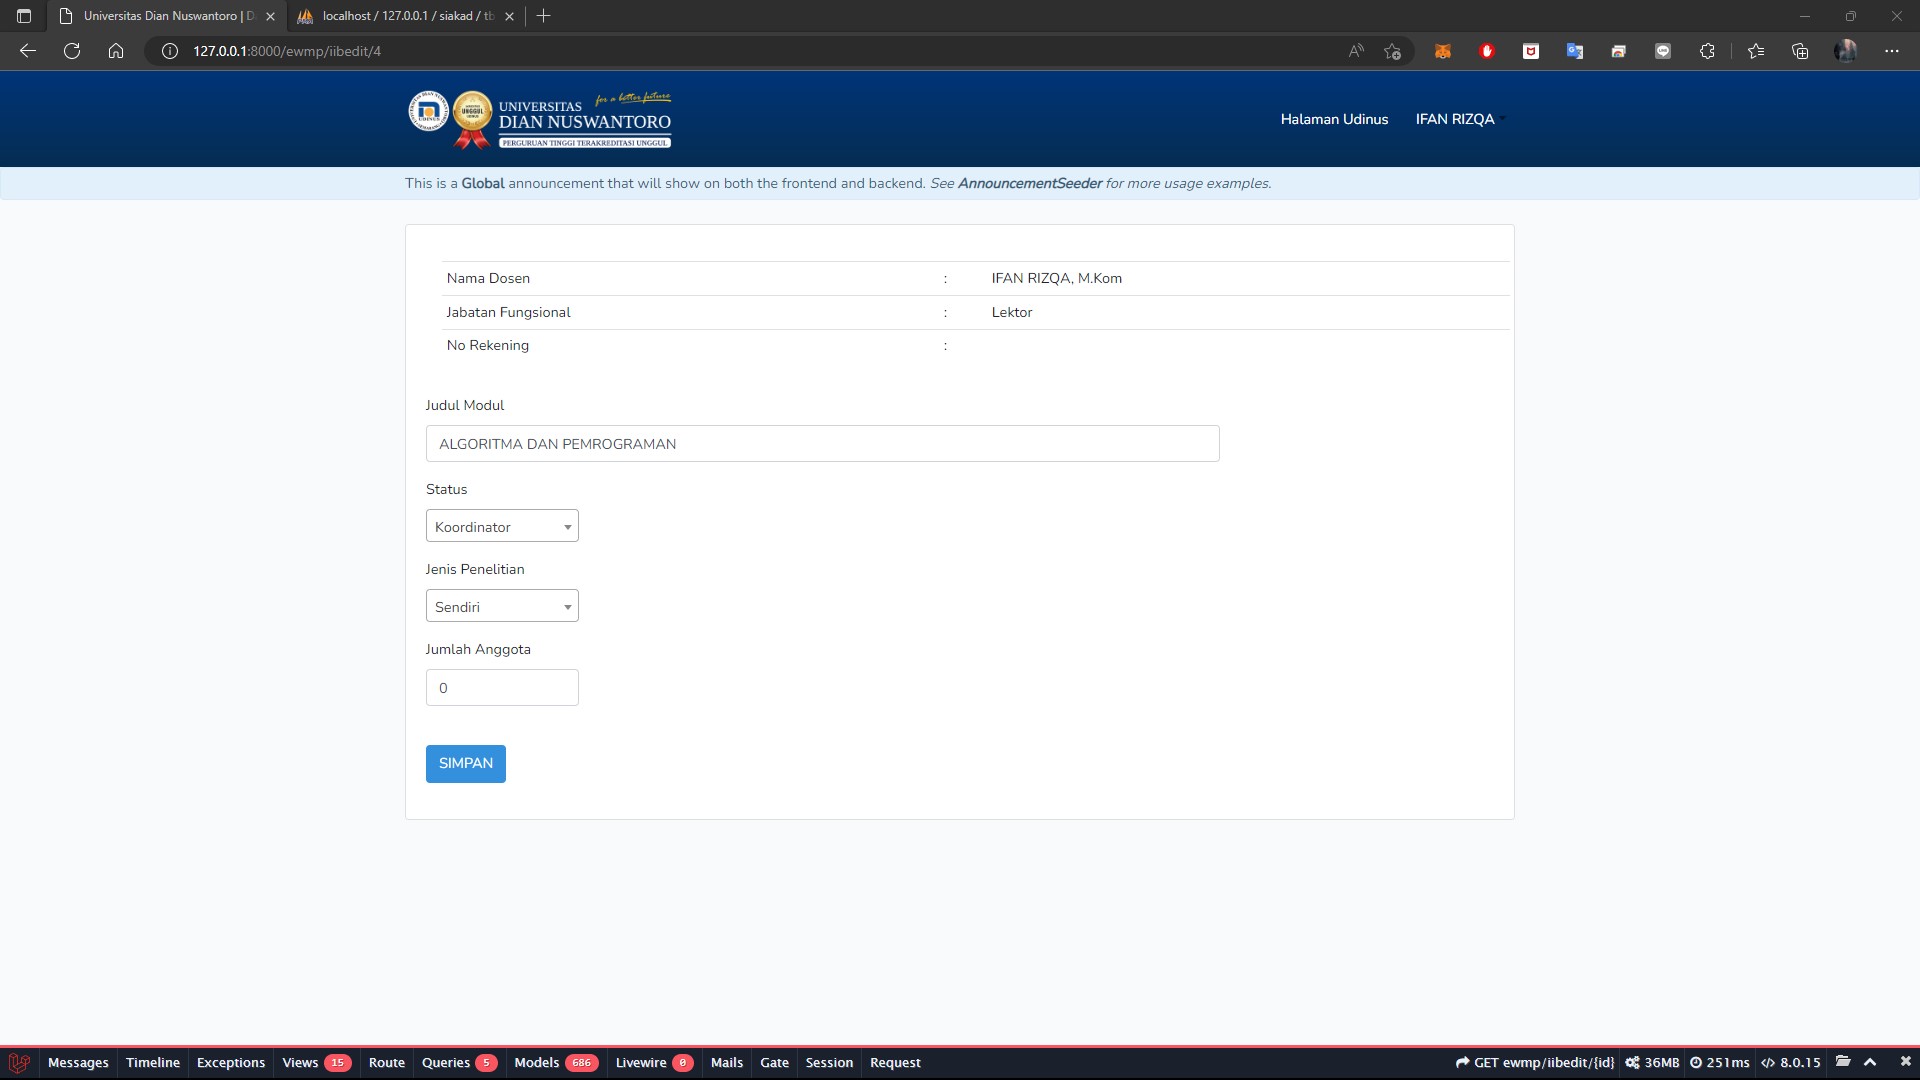 Universitas Dian Nuswantoro | D
localhost / 127.0.0.1 / siakad / tb
127.0.0.1:8000/ewmp/iibedit/4
for a better future
UNIVERSITAS
DIAN NUSWANTORO
PERGURUAN TINGGI TERAKREDITASI UNGGUL
UNGGUL
UDINUS
Halaman Udinus
IFAN RIZQA
This is a Global announcement that will show on both the frontend and backend. See AnnouncementSeeder for more usage examples.
Nama Dosen : IFAN RIZQA, M.Kom
Jabatan Fungsional : Lektor
No Rekening :
Judul Modul
ALGORITMA DAN PEMROGRAMAN
Status
Koordinator
Jenis Penelitian
Sendiri
Jumlah Anggota
0
SIMPAN
Messages Timeline Exceptions Views 15 Route Queries 5 Models 686 Livewire 0 Mails Gate Session Request GET ewmp/iibedit/{id} 36MB 251ms 8.0.15